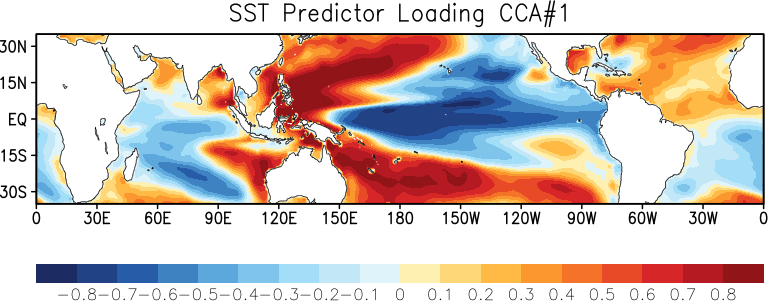 SST Predictor Loading CCA#1
30N
15N
EQ
15S
30S
0 30E 60E 90E 120E 150E 180 150W 120W 90W 60W 30W 0
-0.8 -0.7 -0.6 -0.5 -0.4 -0.3 -0.2 -0.1 0 0.1 0.2 0.3 0.4 0.5 0.6 0.7 0.8